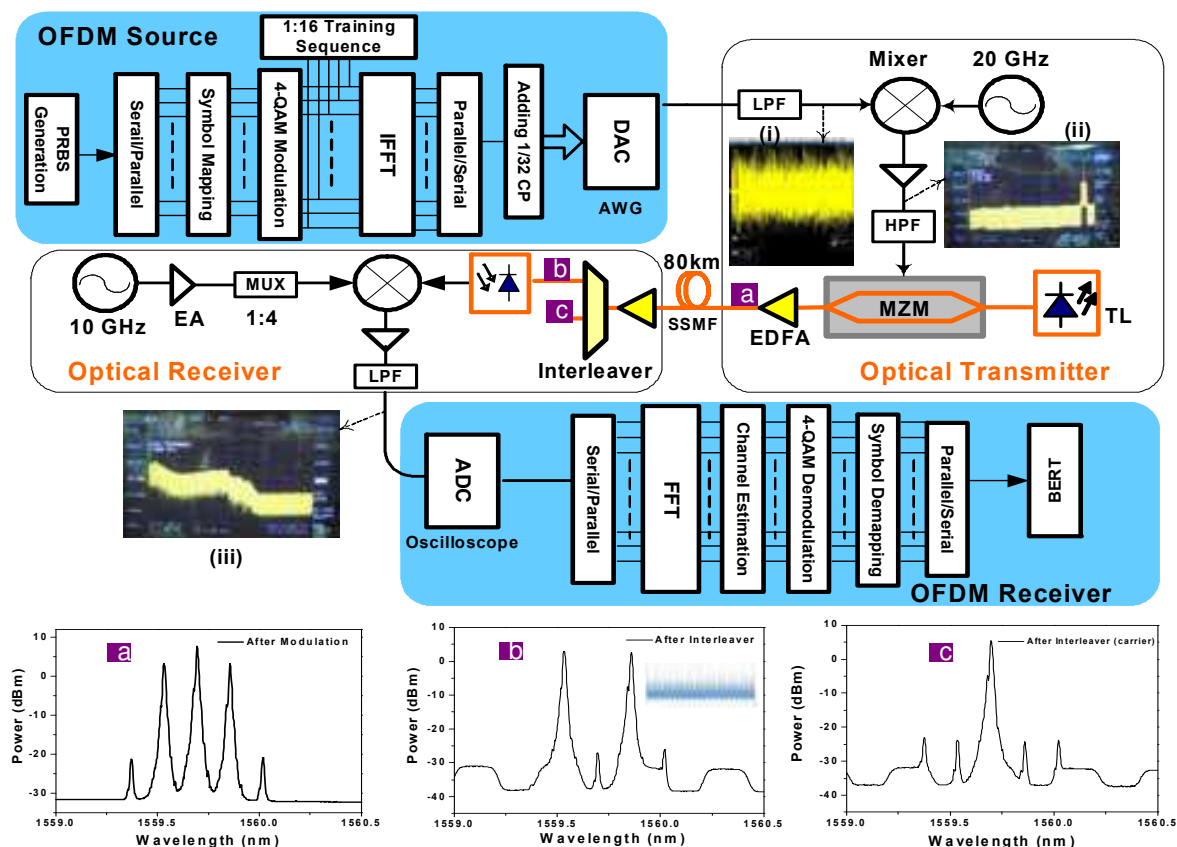 OFDM Source
1:16 Training
Sequence
PRBS
Generation
Serail/Parallel
Symbol Mapping
4-QAM Modulation
IFFT
Parallel/Serial
Adding 1/32 CP
DAC
AWG
LPF
Mixer
20 GHz
(i)
(ii)
HPF
MZM
TL
EDFA
Optical Transmitter
80km
SSMF
a
b
c
Interleaver
10 GHz
EA
MUX
1:4
LPF
Optical Receiver
(iii)
ADC
Oscilloscope
Serial/Parallel
FFT
Channel Estimation
4-QAM Demodulation
Symbol Demapping
Parallel/Serial
BERT
OFDM Receiver
a
After Modulation
Power (dBm)
10
0
-10
-20
-30
1559.0 1559.5 1560.0 1560.5
Wavelength (nm)
b
After Interleaver
Power (dBm)
10
0
-10
-20
-30
-40
1559.0 1559.5 1560.0 1560.5
Wavelength (nm)
c
After Interleaver (carrier)
Power (dBm)
10
0
-10
-20
-30
-40
1559.0 1559.5 1560.0 1560.5
Wavelength (nm)